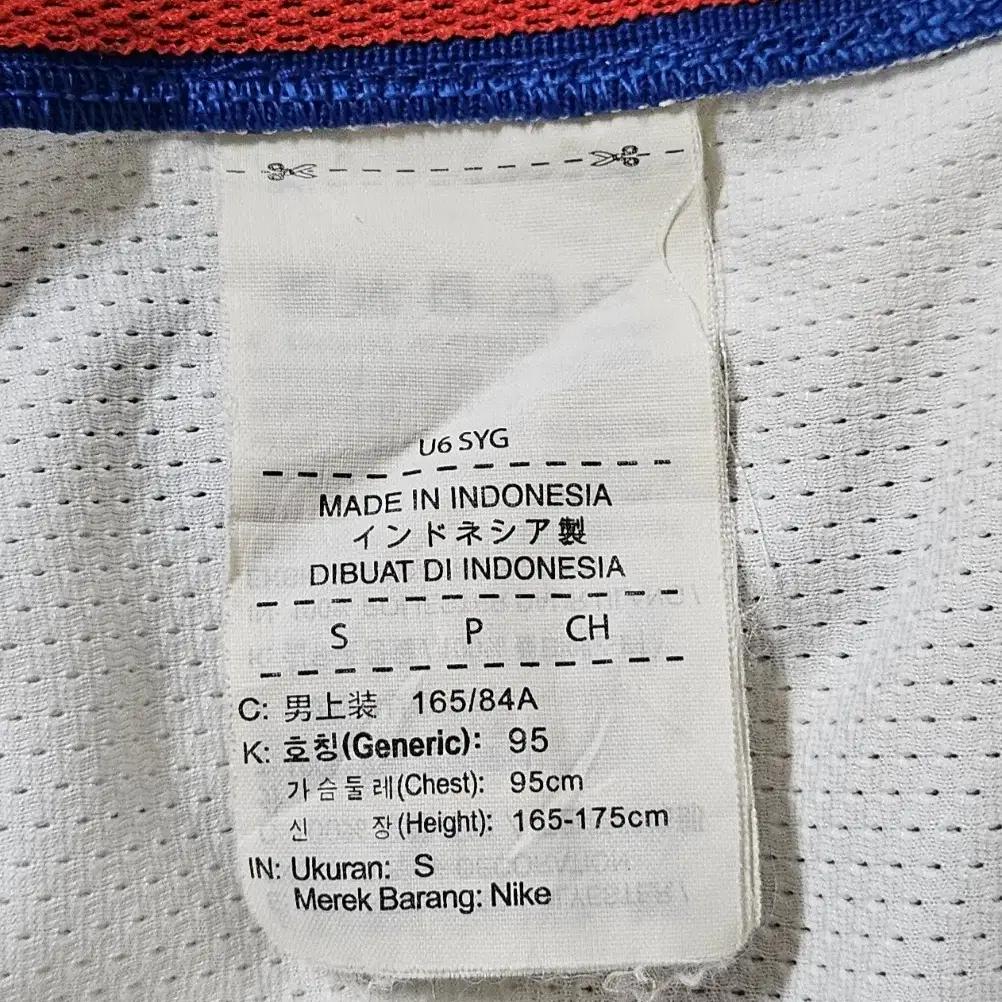 U6 SYG
MADE IN INDONESIA
インドネシア製
DIBUAT DI INDONESIA
S P CH
C: 男上装 165/84A
K: 호칭(Generic): 95
가슴둘레(Chest): 95cm
신 장(Height): 165-175cm
IN: Ukuran: S
Merek Barang: Nike